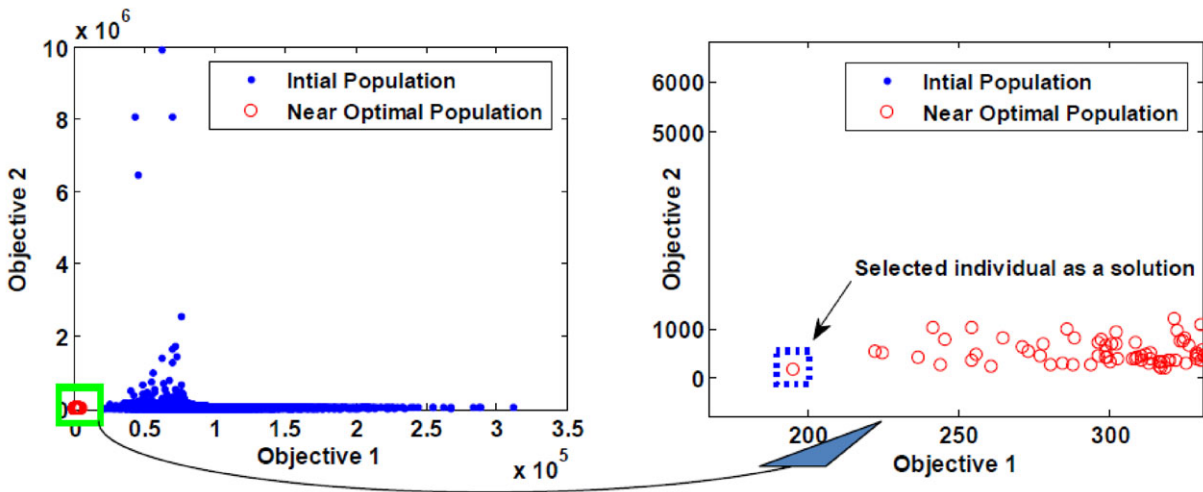 x 10^6
10
8
6
4
2
0
Objective 2
Intial Population
Near Optimal Population
0
0.5
1
1.5
2
2.5
3
3.5
Objective 1
x 10^5
6000
5000
1000
0
Objective 2
Intial Population
Near Optimal Population
Selected individual as a solution
200
250
300
Objective 1